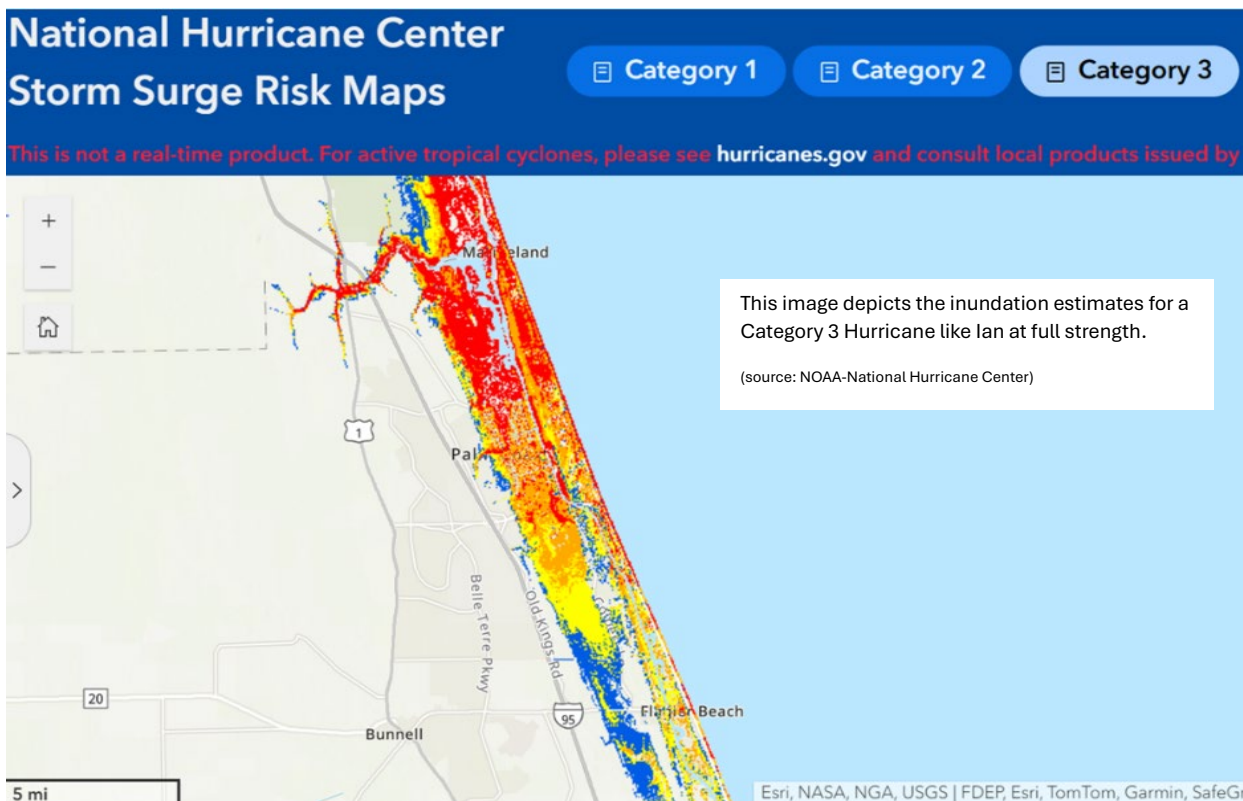 National Hurricane Center
Storm Surge Risk Maps
Category 1
Category 2
Category 3
This is not a real-time product. For active tropical cyclones, please see hurricanes.gov and consult local products issued by
+
−
This image depicts the inundation estimates for a
Category 3 Hurricane like Ian at full strength.
(source: NOAA-National Hurricane Center)
1
Belle Terre Pkwy
Old Kings Rd
20
95
Flagler Beach
Bunnell
5 mi
Esri, NASA, NGA, USGS | FDEP, Esri, TomTom, Garmin, SafeGr